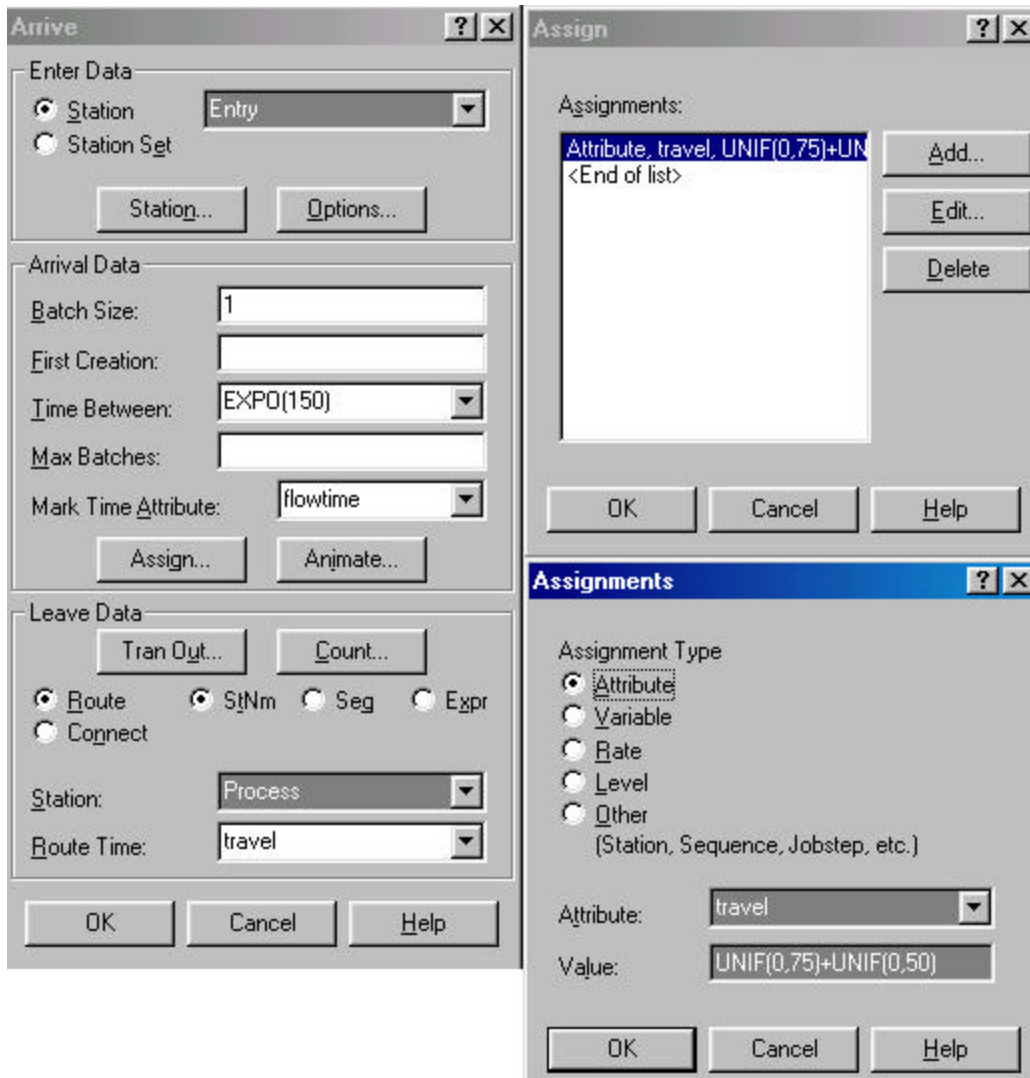 Arrive
Enter Data
Station
Entry
Station Set
Station...
Options...
Arrival Data
Batch Size:
1
First Creation:
Time Between:
EXPO(150)
Max Batches:
Mark Time Attribute:
flowtime
Assign...
Animate...
Leave Data
Tran Out...
Count...
Route
StNm
Seg
Expr
Connect
Station:
Process
Route Time:
travel
OK
Cancel
Help
Assign
Assignments:
Attribute, travel, UNIF(0,75)+UN
<End of list>
Add...
Edit...
Delete
OK
Cancel
Help
Assignments
Assignment Type
Attribute
Variable
Rate
Level
Other
(Station, Sequence, Jobstep, etc.)
Attribute:
travel
Value:
UNIF(0,75)+UNIF(0,50)
OK
Cancel
Help